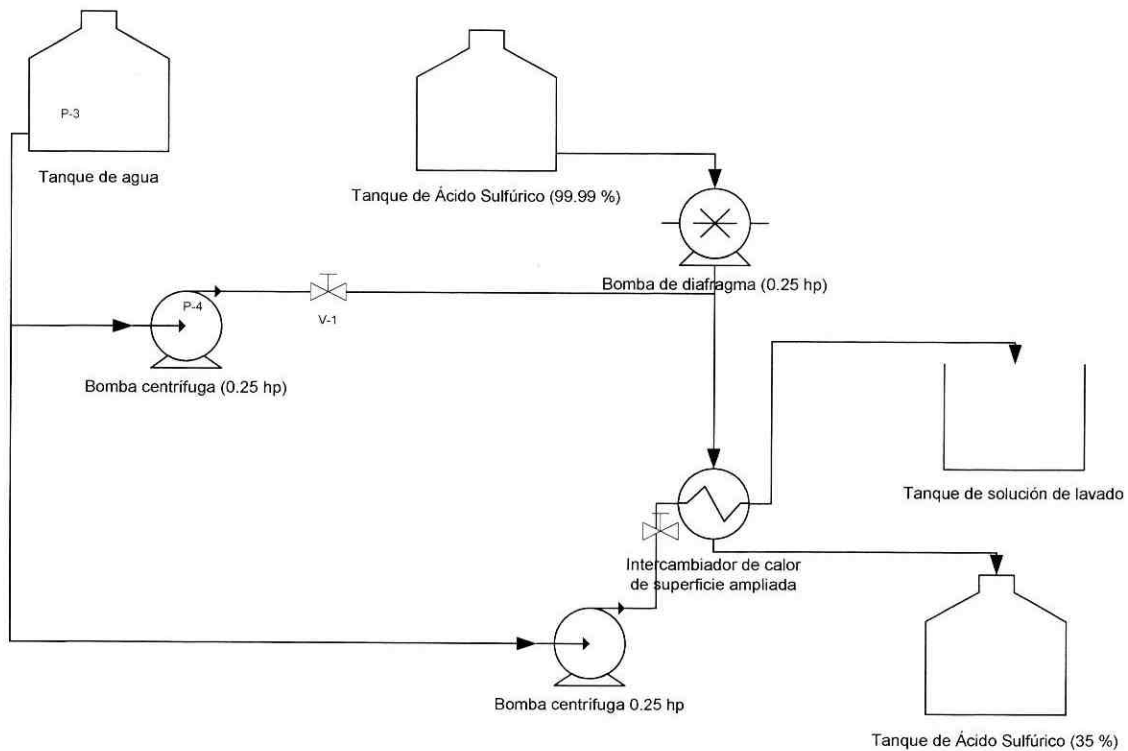 P-3
Tanque de agua
Tanque de Ácido Sulfúrico (99.99 %)
Bomba de diafragma (0.25 hp)
P-4
V-1
Bomba centrífuga (0.25 hp)
Tanque de solución de lavado
Intercambiador de calor
de superficie ampliada
Bomba centrífuga 0.25 hp
Tanque de Ácido Sulfúrico (35 %)